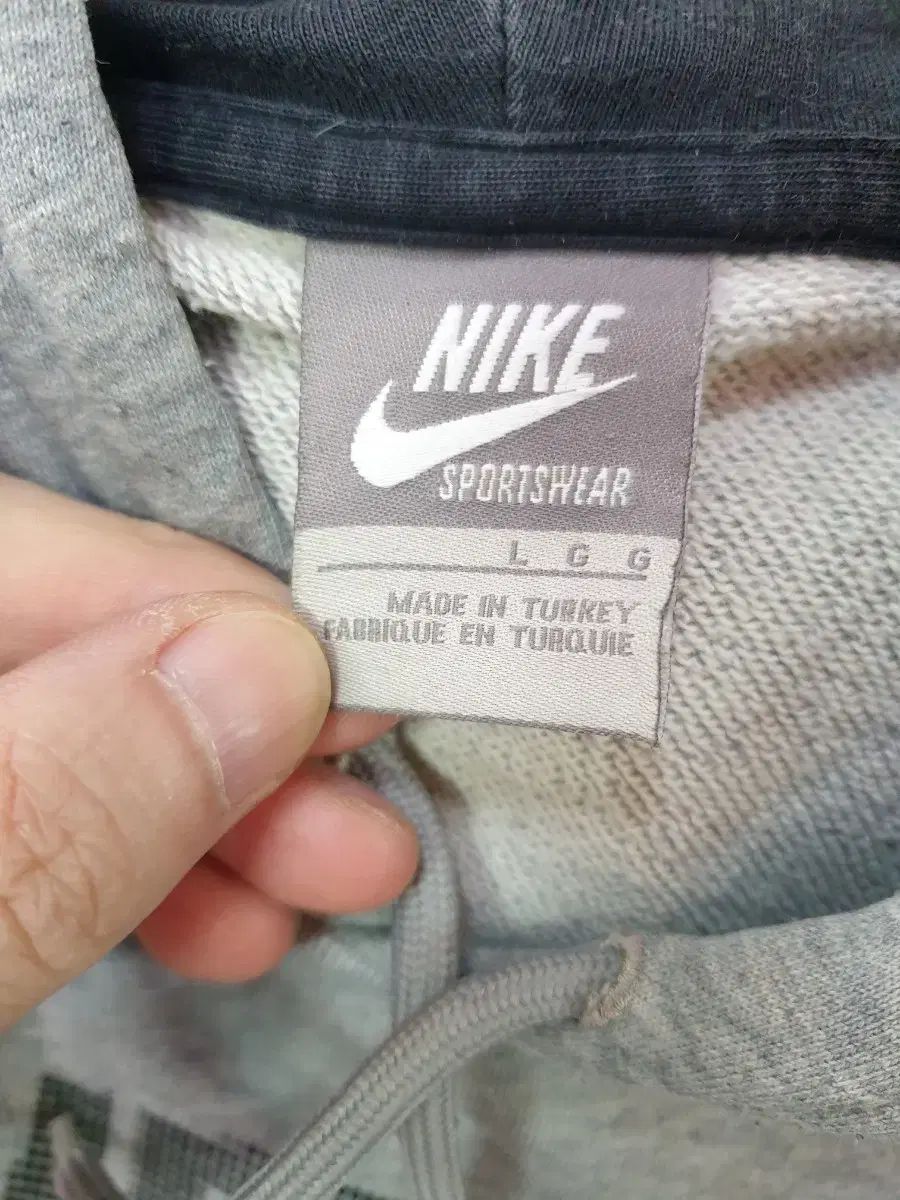 NIKE
SPORTSWEAR
L G G
MADE IN TURKEY
FABRIQUE EN TURQUIE